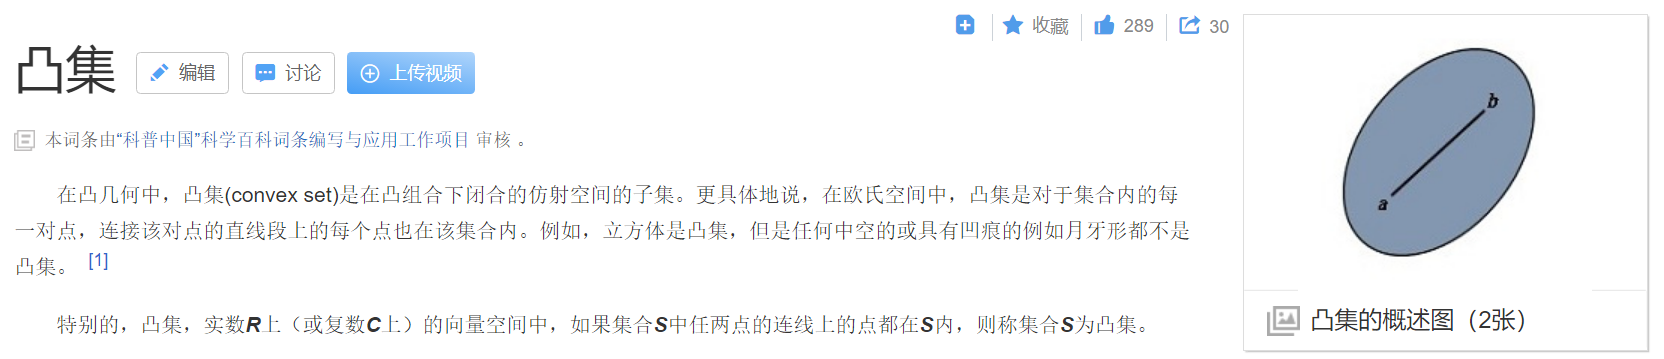 收藏 289 30
凸集 编辑 讨论 上传视频
本词条由“科普中国”科学百科词条编写与应用工作项目 审核 。
在凸几何中，凸集(convex set)是在凸组合下闭合的仿射空间的子集。更具体地说，在欧氏空间中，凸集是对于集合内的每
一对点，连接该对点的直线段上的每个点也在该集合内。例如，立方体是凸集，但是任何中空的或具有凹痕的例如月牙形都不是
凸集。 [1]
特别的，凸集，实数R上（或复数C上）的向量空间中，如果集合S中任两点的连线上的点都在S内，则称集合S为凸集。
b
a
凸集的概述图（2张）